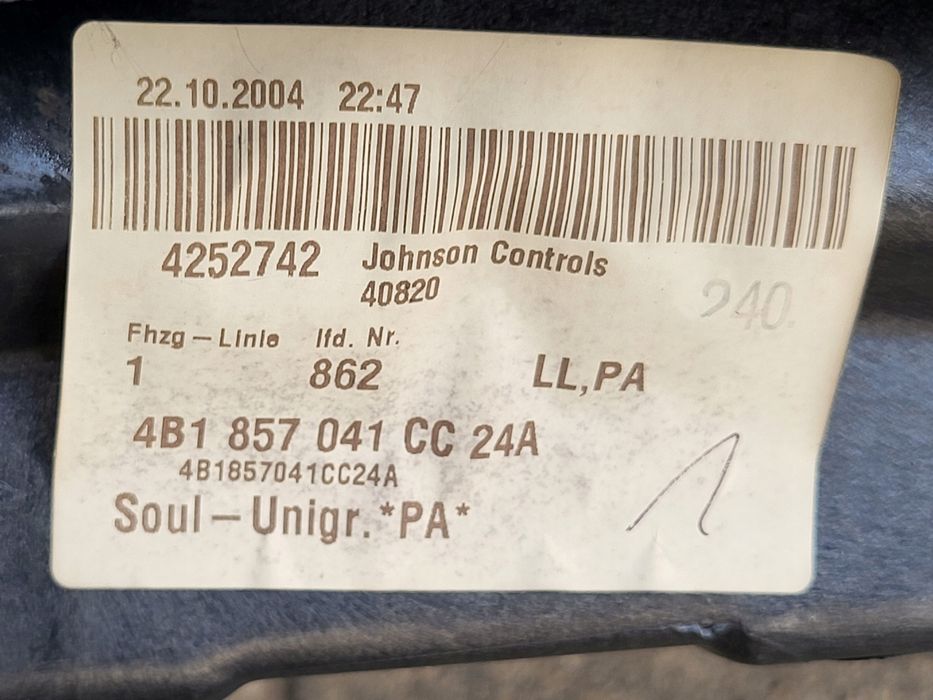 22.10.2004 22:47
4252742 Johnson Controls
40820
240.
Fhzg – Linie lfd. Nr.
1 862 LL,PA
4B1 857 041 CC 24A
4B1857041CC24A
Soul – Unigr. *PA*
1